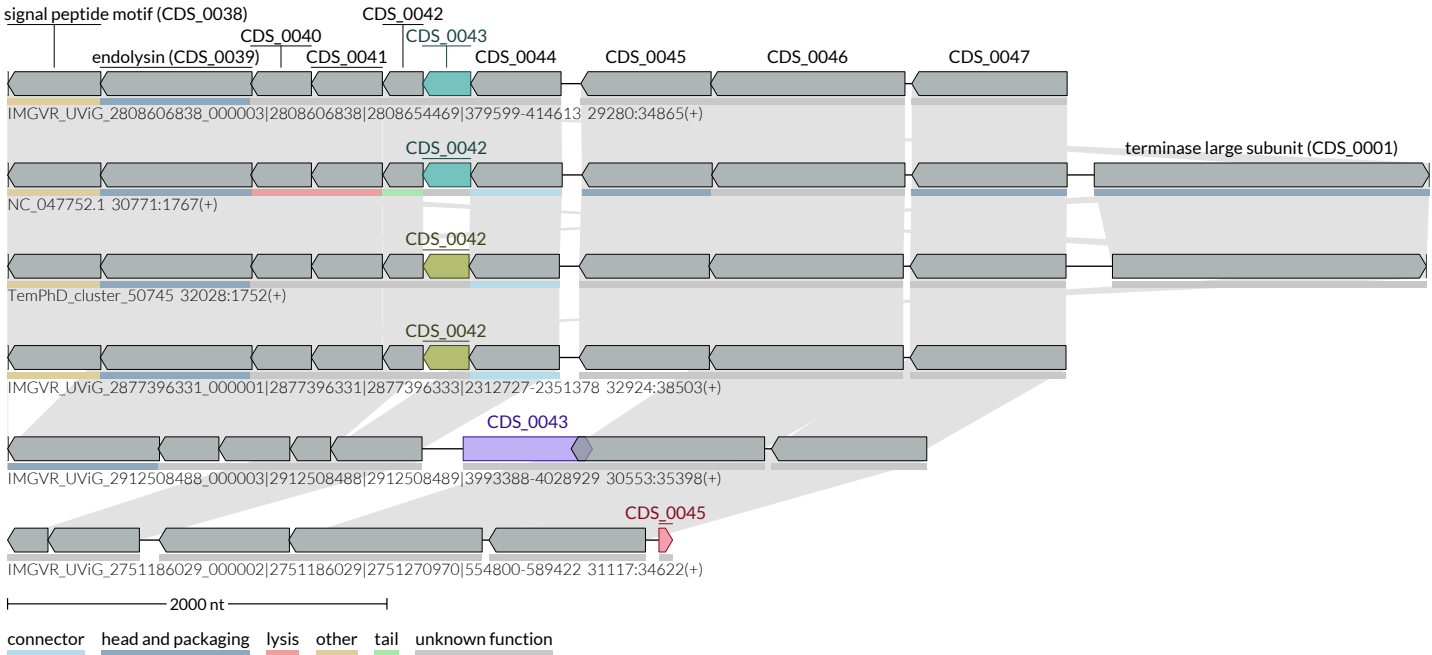 signal peptide motif (CDS_0038)
CDS_0042
CDS_0040
CDS_0043
endolysin (CDS_0039)
CDS_0041
CDS_0044
CDS_0045
CDS_0046
CDS_0047
IMGVR_UViG_2808606838_000003|2808606838|2808654469|379599-414613 29280:34865(+)
CDS_0042
terminase large subunit (CDS_0001)
NC_047752.1 30771:1767(+)
CDS_0042
TemPhD_cluster_50745 32028:1752(+)
CDS_0042
IMGVR_UViG_2877396331_000001|2877396331|2877396333|2312727-2351378 32924:38503(+)
CDS_0043
IMGVR_UViG_2912508488_000003|2912508488|2912508489|3993388-4028929 30553:35398(+)
CDS_0045
IMGVR_UViG_2751186029_000002|2751186029|2751270970|554800-589422 31117:34622(+)
2000 nt
connector head and packaging lysis other tail unknown function